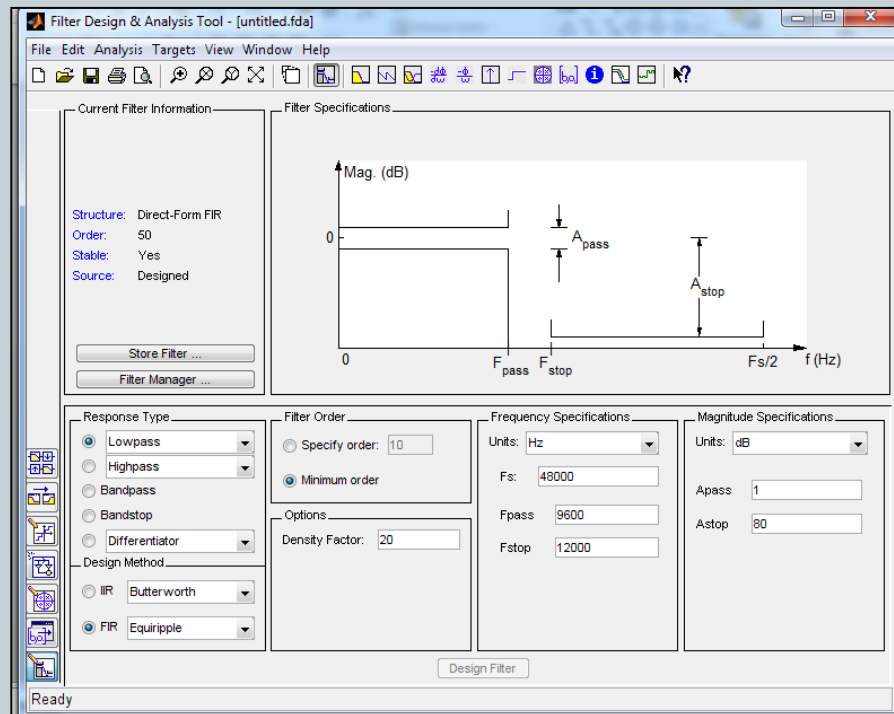 Filter Design & Analysis Tool - [untitled.fda]
File Edit Analysis Targets View Window Help
Current Filter Information
Structure: Direct-Form FIR
Order: 50
Stable: Yes
Source: Designed
Store Filter ...
Filter Manager ...
Filter Specifications
Mag. (dB)
0
Apass
Astop
0
Fpass
Fstop
Fs/2
f (Hz)
Response Type
Lowpass
Highpass
Bandpass
Bandstop
Differentiator
Design Method
IIR Butterworth
FIR Equiripple
Filter Order
Specify order: 10
Minimum order
Options
Density Factor: 20
Frequency Specifications
Units: Hz
Fs: 48000
Fpass 9600
Fstop 12000
Magnitude Specifications
Units: dB
Apass 1
Astop 80
Design Filter
Ready